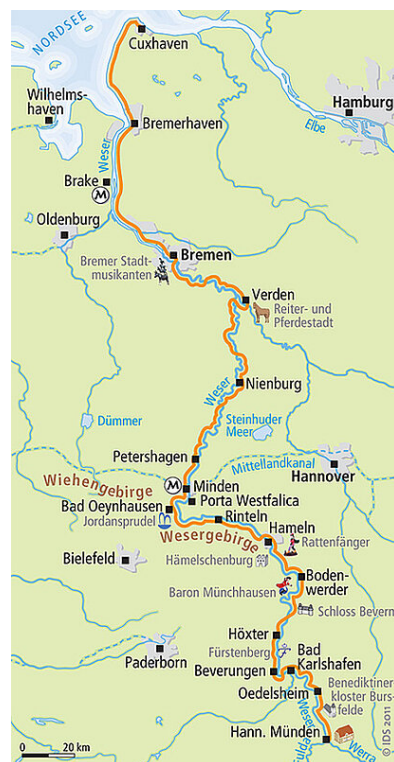 NORDSEE
Cuxhaven
Wilhelms-
haven
Hamburg
Bremerhaven
Elbe
Weser
Brake
M
Oldenburg
Bremer Stadt-
musikanten
Bremen
Verden
Reiter- und
Pferdestadt
Weser
Nienburg
Dümmer
Steinhuder
Meer
Petershagen
Mittellandkanal
Hannover
Wiehengebirge
M
Minden
Porta Westfalica
Bad Oeynhausen
Jordansprudel
Rinteln
Wesergebirge
Hameln
Rattenfänger
Bielefeld
Hämelschenburg
Boden-
werder
Baron Münchhausen
Schloss Bevern
Höxter
Fürstenberg
Bad
Karlshafen
Paderborn
Beverungen
Benediktiner
kloster Burs-
felde
Oedelsheim
Weser
Hann. Münden
Fulda
Werra
0 20 km
© IDS 2011